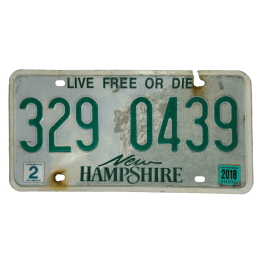 LIVE FREE OR DIE
329 0439
2
New
2018
HAMPSHIRE